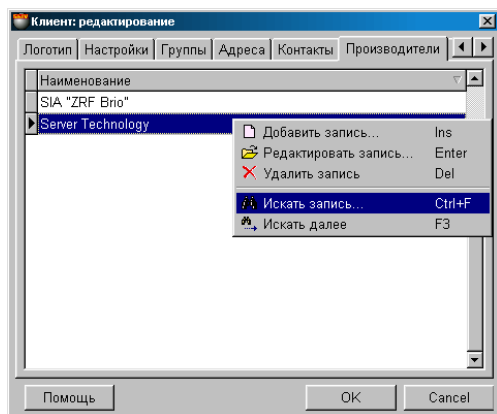 Клиент: редактирование
Логотип Настройки Группы Адреса Контакты Производители
Наименование
SIA "ZRF Brio"
Server Technology
Добавить запись... Ins
Редактировать запись... Enter
Удалить запись Del
Искать запись... Ctrl+F
Искать далее F3
Помощь OK Cancel